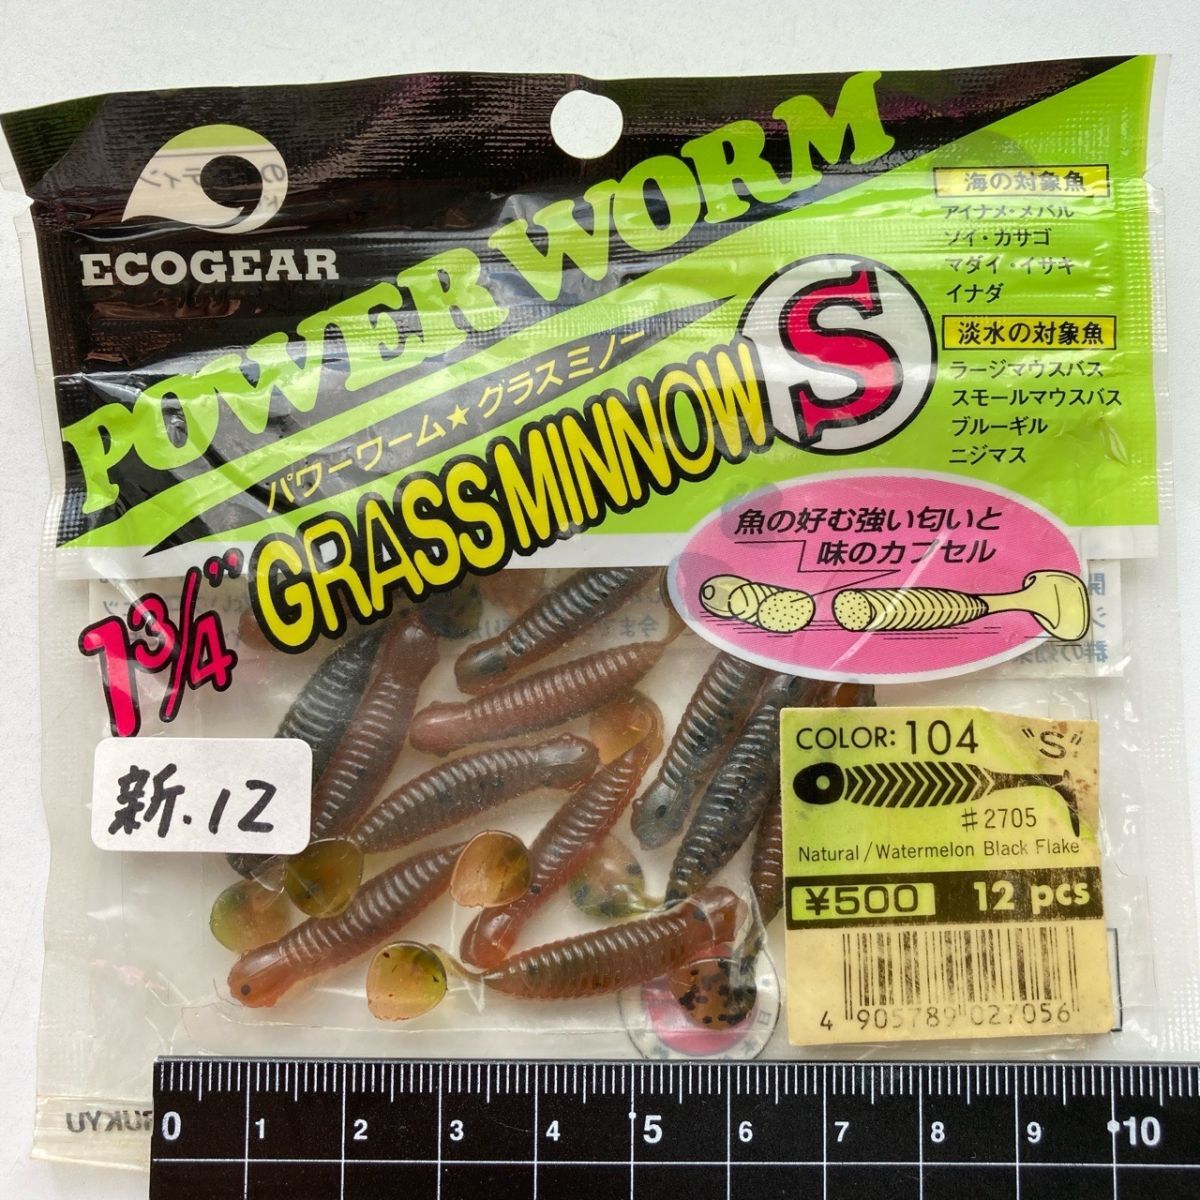 ECOGEAR
POWER WORM
パワーワーム★グラスミノー
1 3/4" GRASS MINNOW S
海の対象魚
アイナメ・メバル
ソイ・カサゴ
マダイ・イサキ
イナダ
淡水の対象魚
ラージマウスバス
スモールマウスバス
ブルーギル
ニジマス
魚の好む強い匂いと
味のカプセル
新.12
COLOR: 104 "S"
#2705
Natural/Watermelon Black Flake
¥500 12 pcs
4 905789 027056
0 1 2 3 4 5 6 7 8 9 10